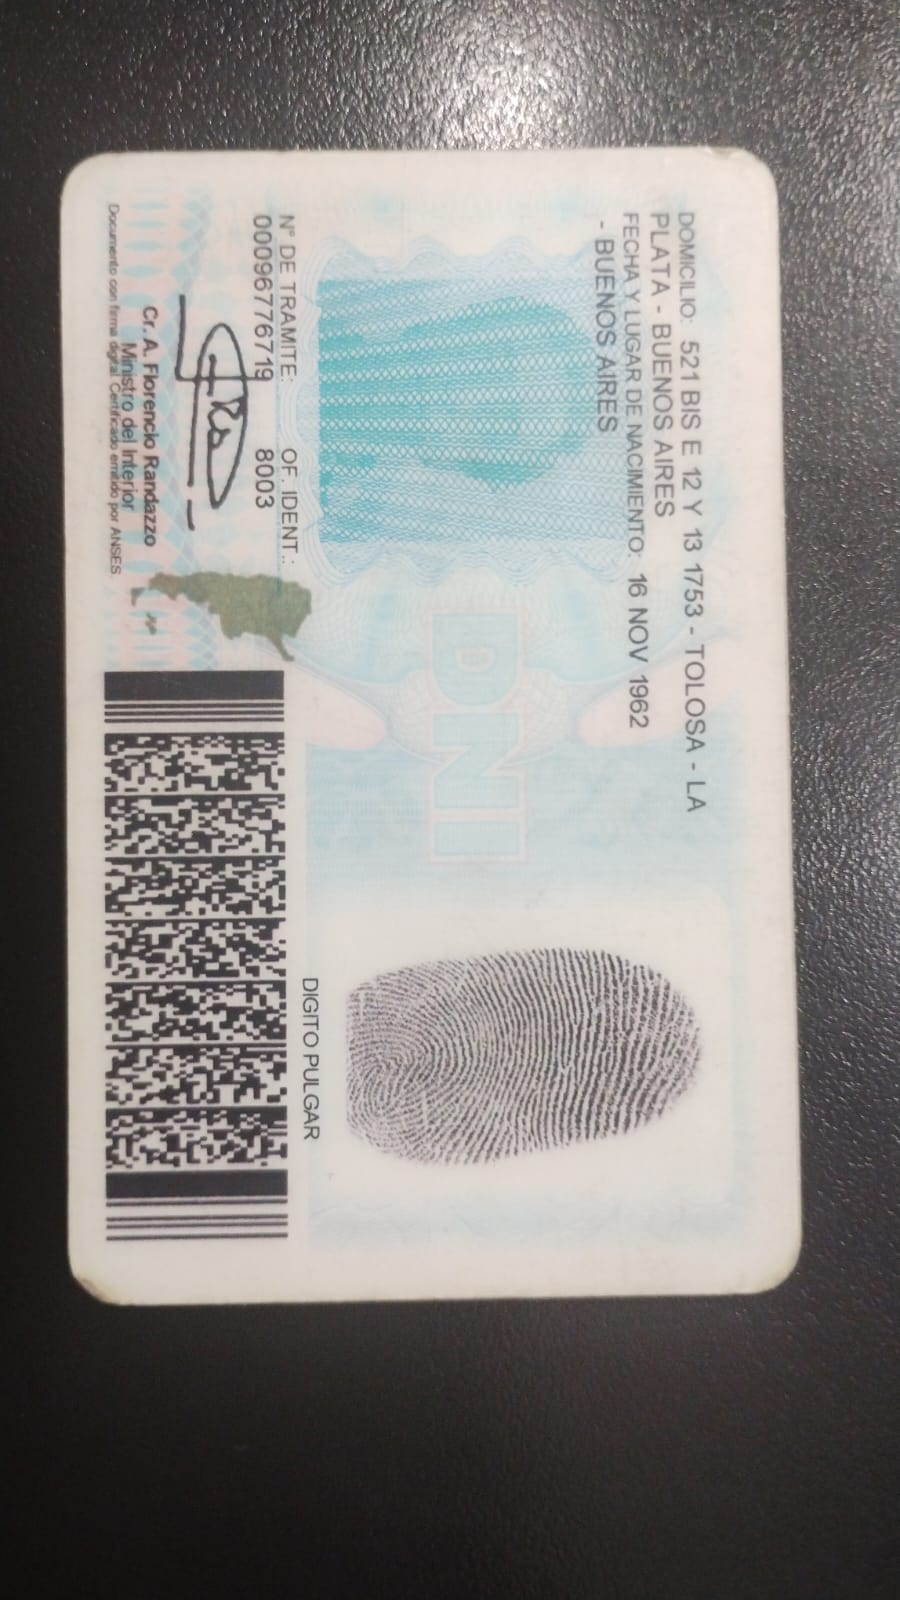 DOMICILIO: 521 BIS E 12 Y 13 1753 - TOLOSA - LA
PLATA - BUENOS AIRES
FECHA Y LUGAR DE NACIMIENTO: 16 NOV 1962
- BUENOS AIRES
DNI
N° DE TRAMITE: OF. IDENT.:
00096776719 8003
Cr. A. Florencio Randazzo
Ministro del Interior
Documento con firma digital. Certificado emitido por ANSES
DIGITO PULGAR